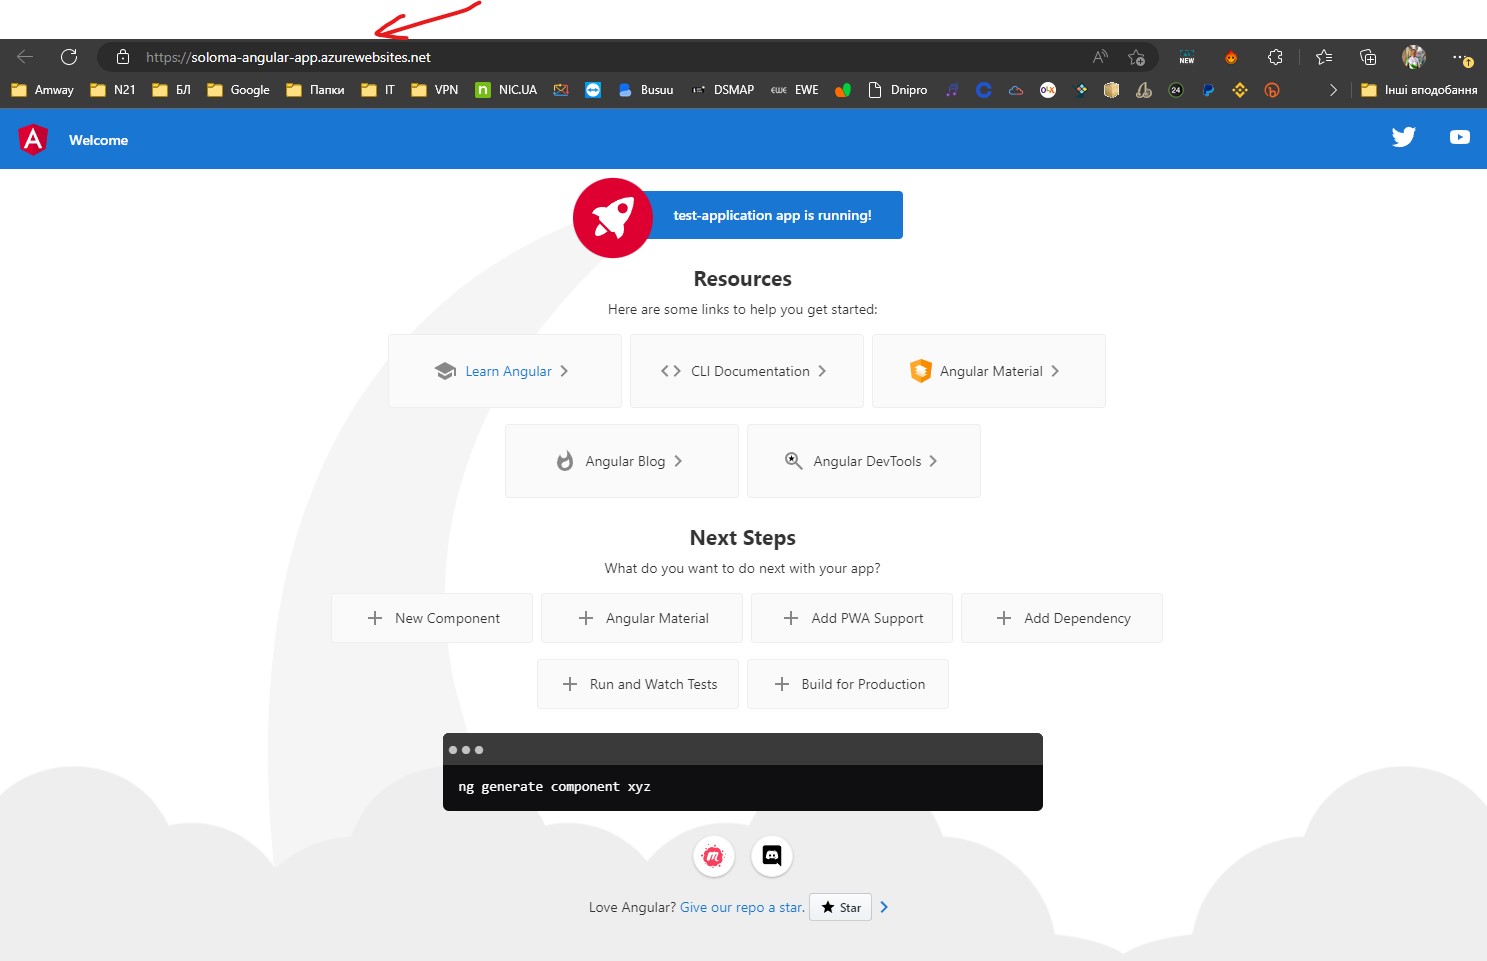 https://soloma-angular-app.azurewebsites.net
NEW
Amway N21 БЛ Google Папки IT VPN NIC.UA Busuu DSMAP EWE Dnipro 24 Інші вподобання
Welcome
test-application app is running!
Resources
Here are some links to help you get started:
Learn Angular CLI Documentation Angular Material
Angular Blog Angular DevTools
Next Steps
What do you want to do next with your app?
New Component Angular Material Add PWA Support Add Dependency
Run and Watch Tests Build for Production
ng generate component xyz
Love Angular? Give our repo a star. Star